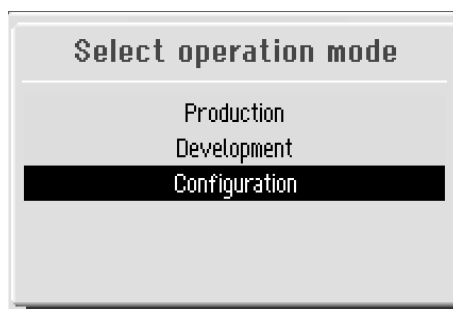 Select operation mode
Production
Development
Configuration